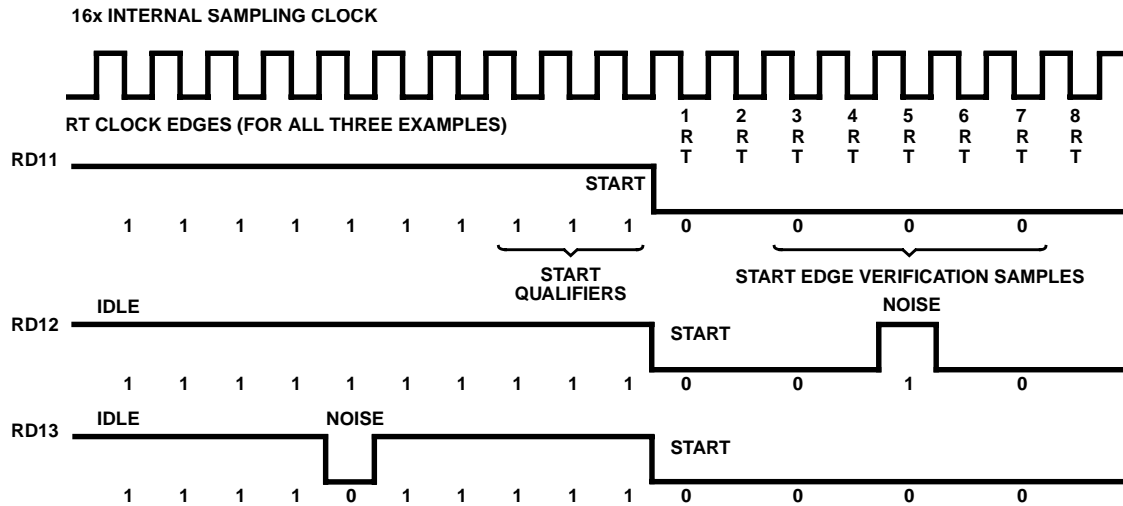 16x INTERNAL SAMPLING CLOCK
RT CLOCK EDGES (FOR ALL THREE EXAMPLES)
1 2 3 4 5 6 7 8
R R R R R R R R
T T T T T T T T
RD11
START
1 1 1 1 1 1 1 1 1 1 0 0 0 0
START QUALIFIERS
START EDGE VERIFICATION SAMPLES
IDLE
NOISE
RD12
START
1 1 1 1 1 1 1 1 1 1 0 0 1 0
IDLE
NOISE
RD13
START
1 1 1 1 0 1 1 1 1 1 0 0 0 0